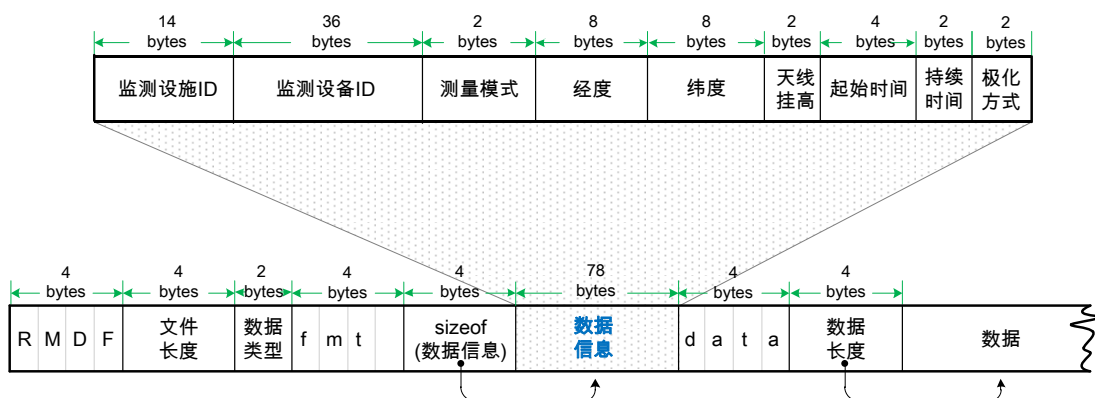 14 36 2 8 8 2 4 2 2
bytes bytes bytes bytes bytes bytes bytes bytes bytes
监测设施ID 监测设备ID 测量模式 经度 纬度 天线 起始时间 持续 极化
挂高 时间 方式
4 4 2 4 4 78 4 4
bytes bytes bytes bytes bytes bytes bytes bytes
R M D F 文件 数据 f m t sizeof 数据 d a t a 数据 数据
长度 类型 (数据信息) 信息 长度